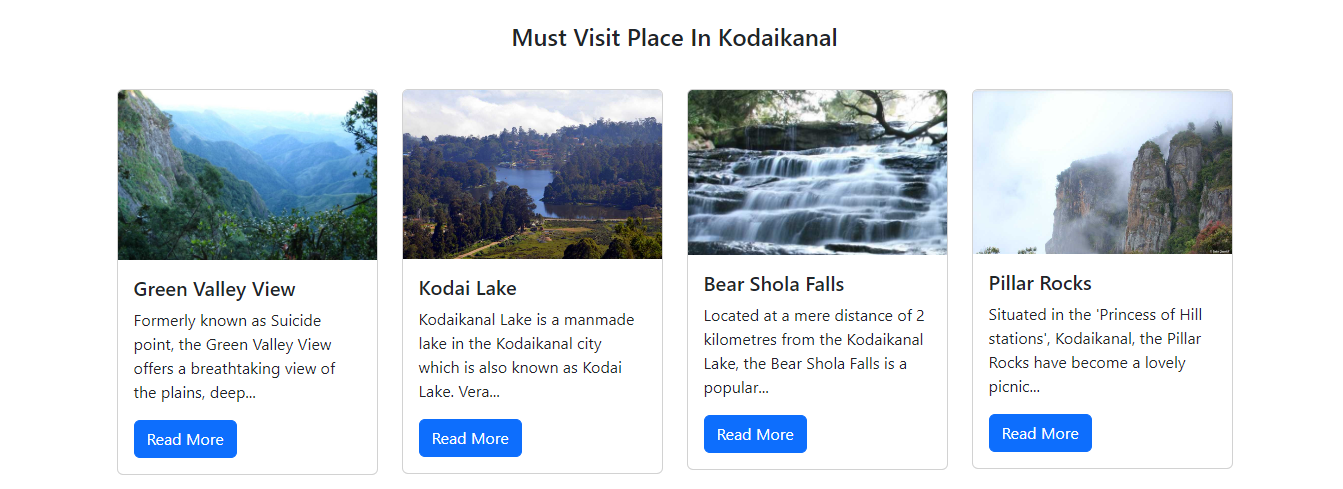 Must Visit Place In Kodaikanal
Green Valley View
Formerly known as Suicide
point, the Green Valley View
offers a breathtaking view of
the plains, deep...
Read More
Kodai Lake
Kodaikanal Lake is a manmade
lake in the Kodaikanal city
which is also known as Kodai
Lake. Vera...
Read More
Bear Shola Falls
Located at a mere distance of 2
kilometres from the Kodaikanal
Lake, the Bear Shola Falls is a
popular...
Read More
Pillar Rocks
Situated in the 'Princess of Hill
stations', Kodaikanal, the Pillar
Rocks have become a lovely
picnic...
Read More